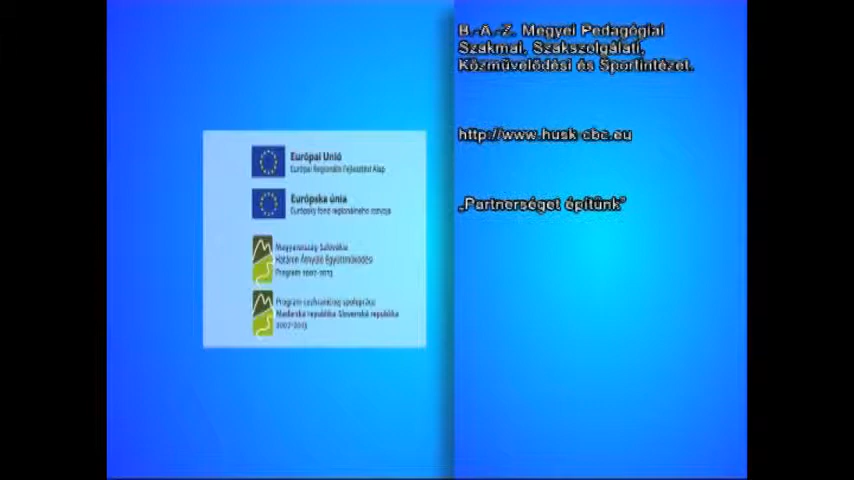 Európai Unió
Európai Regionális Fejlesztési Alap
Európska únia
Európsky fond regionálneho rozvoja
Magyarország-Szlovákia
Határon Átnyúló Együttműködési
Program 2007-2013
Program cezhraničnej spolupráce
Maďarská republika-Slovenská republika
2007-2013
B.-A.-Z. Megyei Pedagógiai
Szakmai, Szakszolgálati,
Közművelődési és Sportintézet.
http://www.husk-cbc.eu
„Partnerséget építünk”